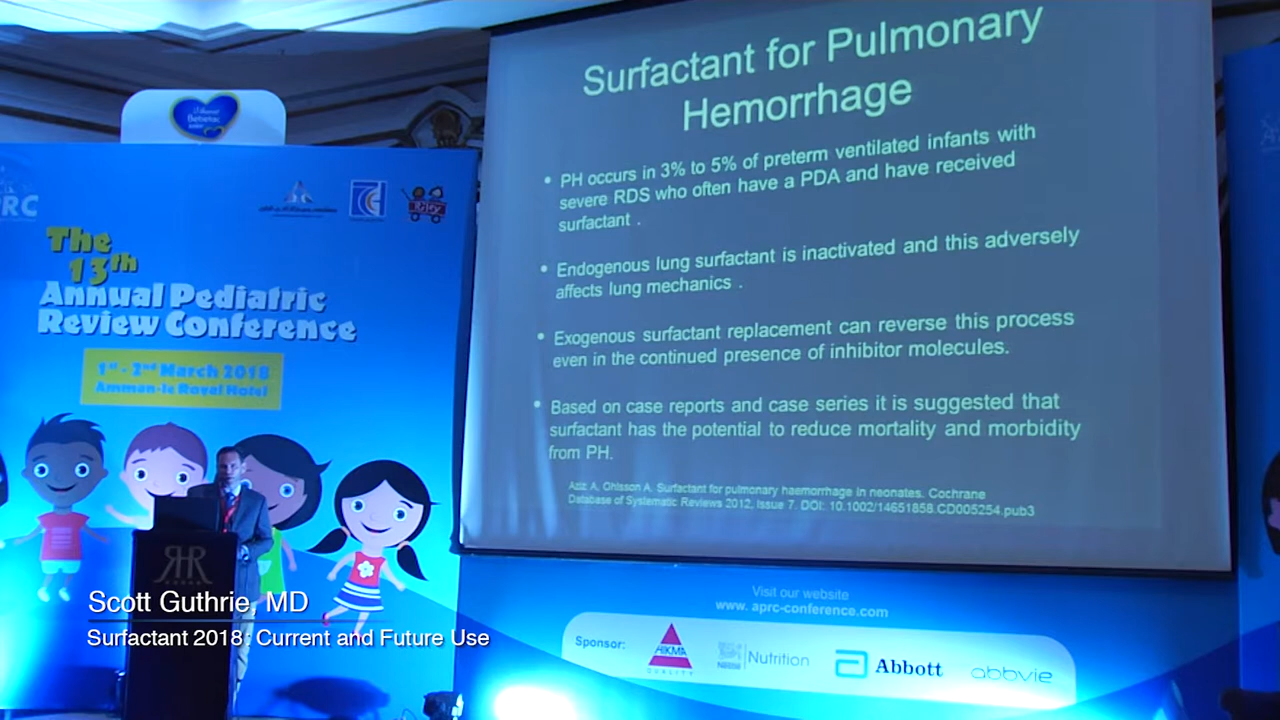 Surfactant for Pulmonary
Hemorrhage
• PH occurs in 3% to 5% of preterm ventilated infants with
severe RDS who often have a PDA and have received
surfactant .
• Endogenous lung surfactant is inactivated and this adversely
affects lung mechanics .
• Exogenous surfactant replacement can reverse this process
even in the continued presence of inhibitor molecules.
• Based on case reports and case series it is suggested that
surfactant has the potential to reduce mortality and morbidity
from PH.
Aziz A, Ohlsson A. Surfactant for pulmonary haemorrhage in neonates. Cochrane
Database of Systematic Reviews 2012, Issue 7. DOI: 10.1002/14651858.CD005254.pub3
PRC
The
13th
Annual Pediatric
Review Conference
1st - 2nd March 2018
Amman-le Royal Hotel
RHR
Scott Guthrie, MD
Surfactant 2018: Current and Future Use
Visit our website
www. aprc-conference.com
Sponsor:
HIKMA
QUALITY
Nestlé
Nutrition
Abbott
abbvie